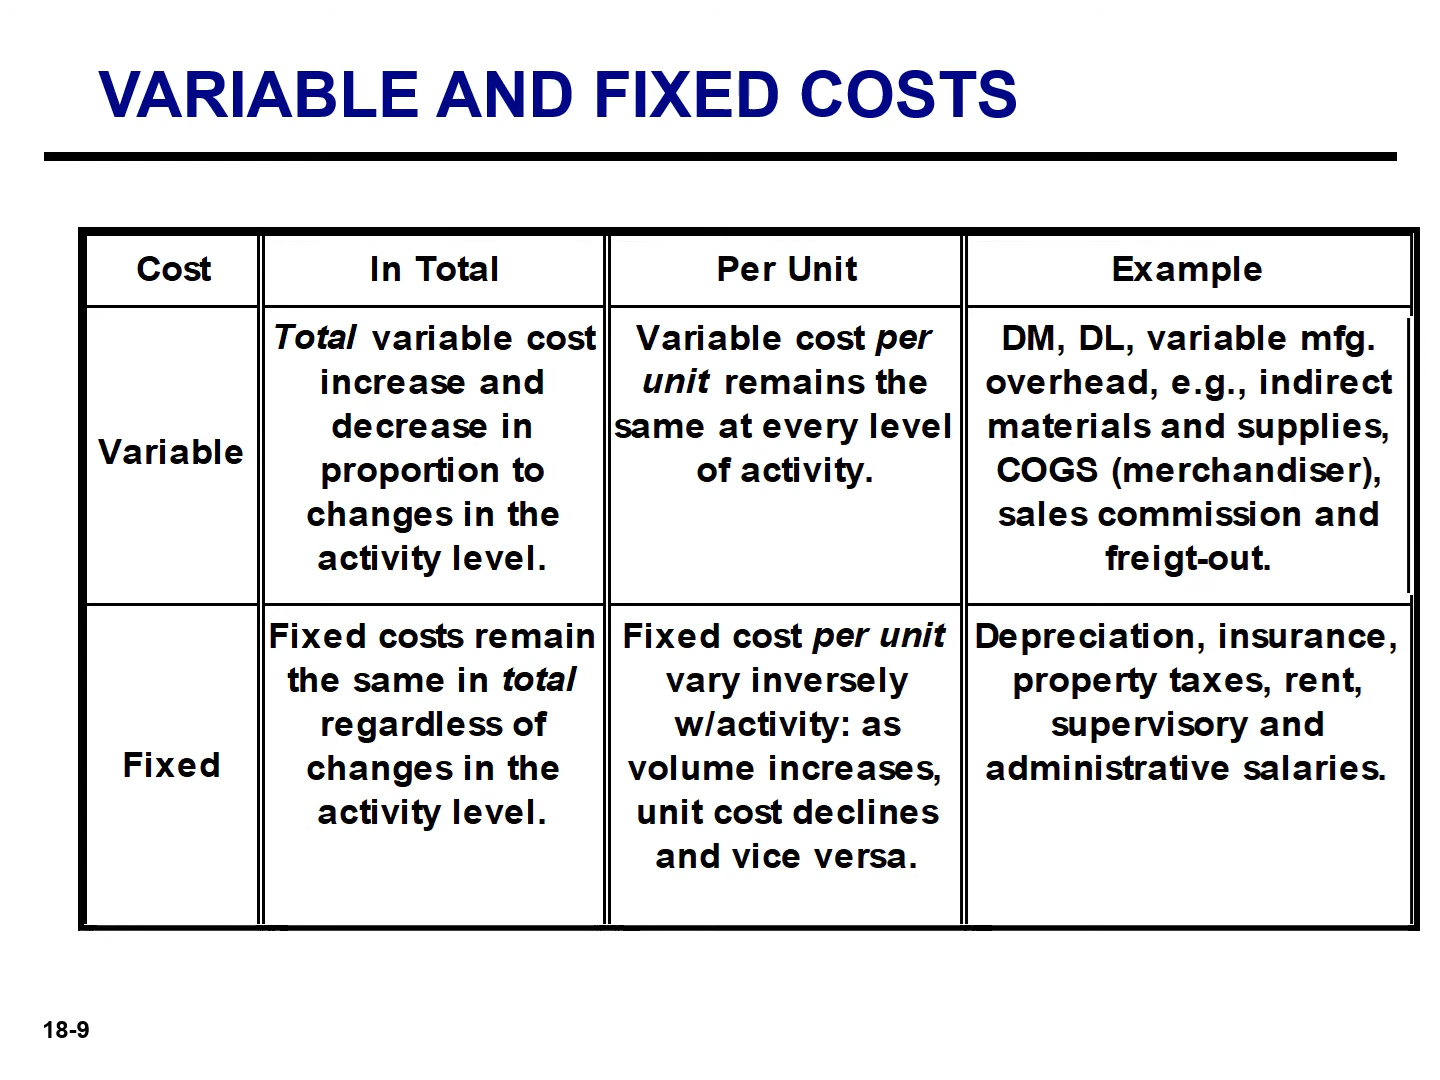 VARIABLE AND FIXED COSTS
Cost
In Total
Per Unit
Example
Variable
Total variable cost
increase and
decrease in
proportion to
changes in the
activity level.
Variable cost per
unit remains the
same at every level
of activity.
DM, DL, variable mfg.
overhead, e.g., indirect
materials and supplies,
COGS (merchandiser),
sales commission and
freigt-out.
Fixed
Fixed costs remain
the same in total
regardless of
changes in the
activity level.
Fixed cost per unit
vary inversely
w/activity: as
volume increases,
unit cost declines
and vice versa.
Depreciation, insurance,
property taxes, rent,
supervisory and
administrative salaries.
18-9